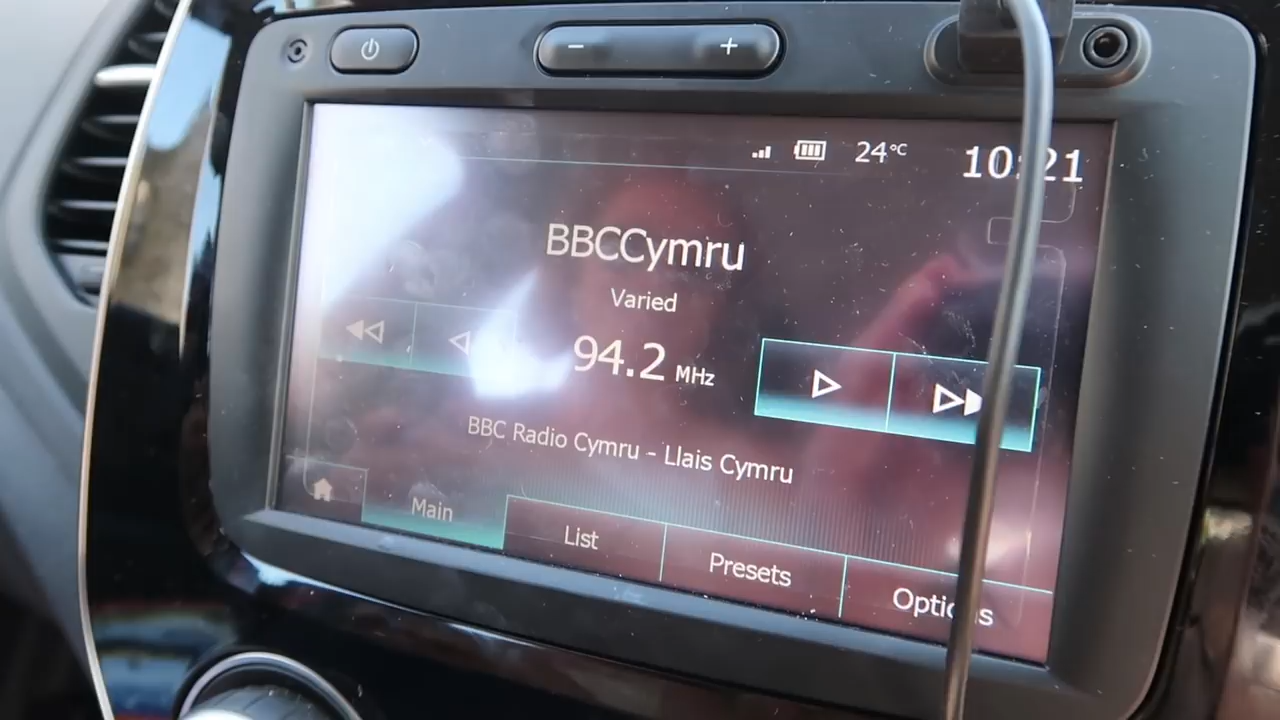 24°C 10:21
BBCCymru
Varied
94.2 MHz
BBC Radio Cymru - Llais Cymru
Main List Presets Options